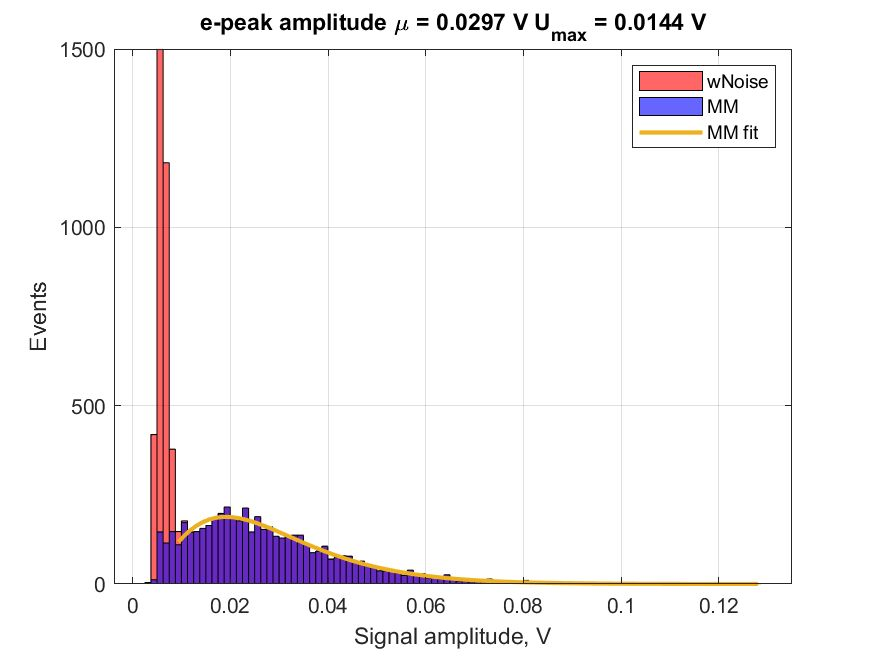 e-peak amplitude μ = 0.0297 V Umax = 0.0144 V
1500
1000
500
0
Events
wNoise
MM
MM fit
0 0.02 0.04 0.06 0.08 0.1 0.12
Signal amplitude, V